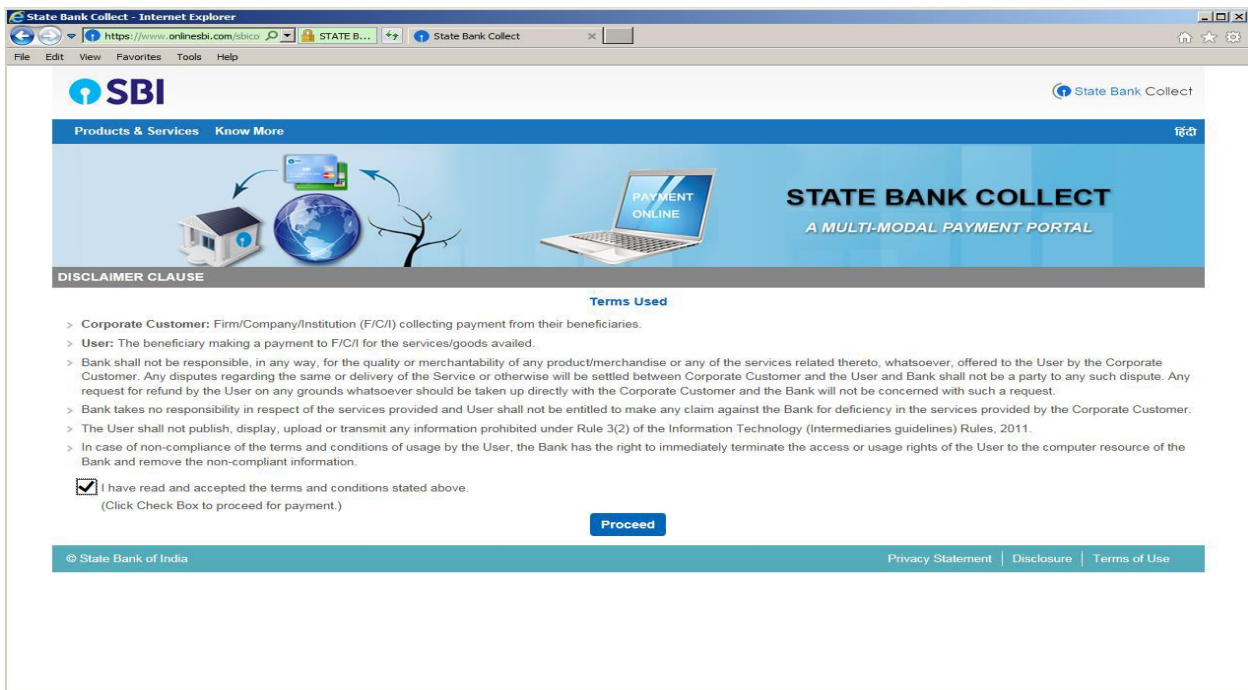 State Bank Collect - Internet Explorer
https://www.onlinesbi.com/sbico STATE B... State Bank Collect
File Edit View Favorites Tools Help
SBI
State Bank Collect
Products & Services Know More हिंदी
PAYMENT
ONLINE
STATE BANK COLLECT
A MULTI-MODAL PAYMENT PORTAL
DISCLAIMER CLAUSE
Terms Used
> Corporate Customer: Firm/Company/Institution (F/C/I) collecting payment from their beneficiaries.
> User: The beneficiary making a payment to F/C/I for the services/goods availed.
> Bank shall not be responsible, in any way, for the quality or merchantability of any product/merchandise or any of the services related thereto, whatsoever, offered to the User by the Corporate
Customer. Any disputes regarding the same or delivery of the Service or otherwise will be settled between Corporate Customer and the User and Bank shall not be a party to any such dispute. Any
request for refund by the User on any grounds whatsoever should be taken up directly with the Corporate Customer and the Bank will not be concerned with such a request.
> Bank takes no responsibility in respect of the services provided and User shall not be entitled to make any claim against the Bank for deficiency in the services provided by the Corporate Customer.
> The User shall not publish, display, upload or transmit any information prohibited under Rule 3(2) of the Information Technology (Intermediaries guidelines) Rules, 2011.
> In case of non-compliance of the terms and conditions of usage by the User, the Bank has the right to immediately terminate the access or usage rights of the User to the computer resource of the
Bank and remove the non-compliant information.
I have read and accepted the terms and conditions stated above.
(Click Check Box to proceed for payment.)
Proceed
© State Bank of India Privacy Statement | Disclosure | Terms of Use